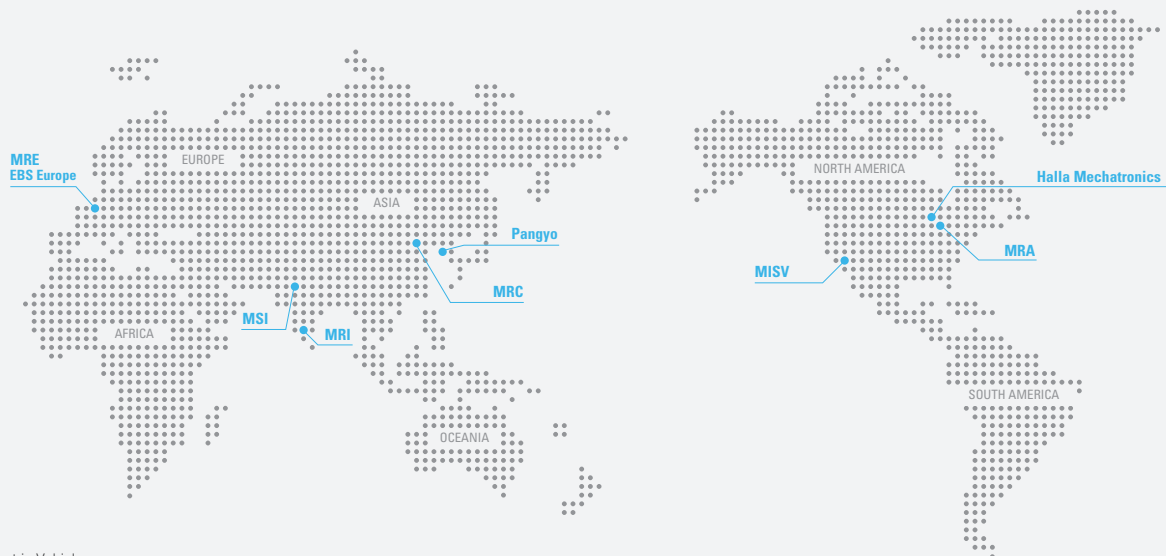 MRE
EBS Europe
EUROPE
ASIA
Pangyo
MRC
MSI
MRI
AFRICA
OCEANIA
NORTH AMERICA
Halla Mechatronics
MRA
MISV
SOUTH AMERICA